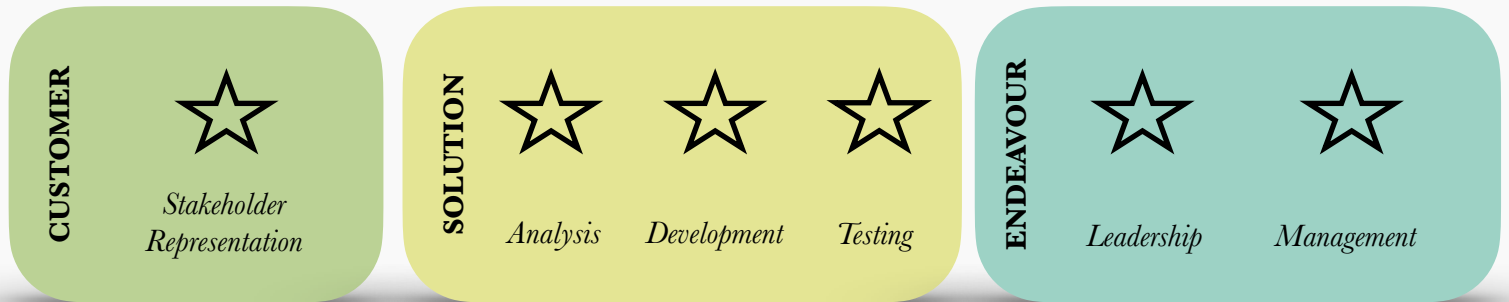 CUSTOMER
Stakeholder
Representation
SOLUTION
Analysis
Development
Testing
ENDEAVOUR
Leadership
Management